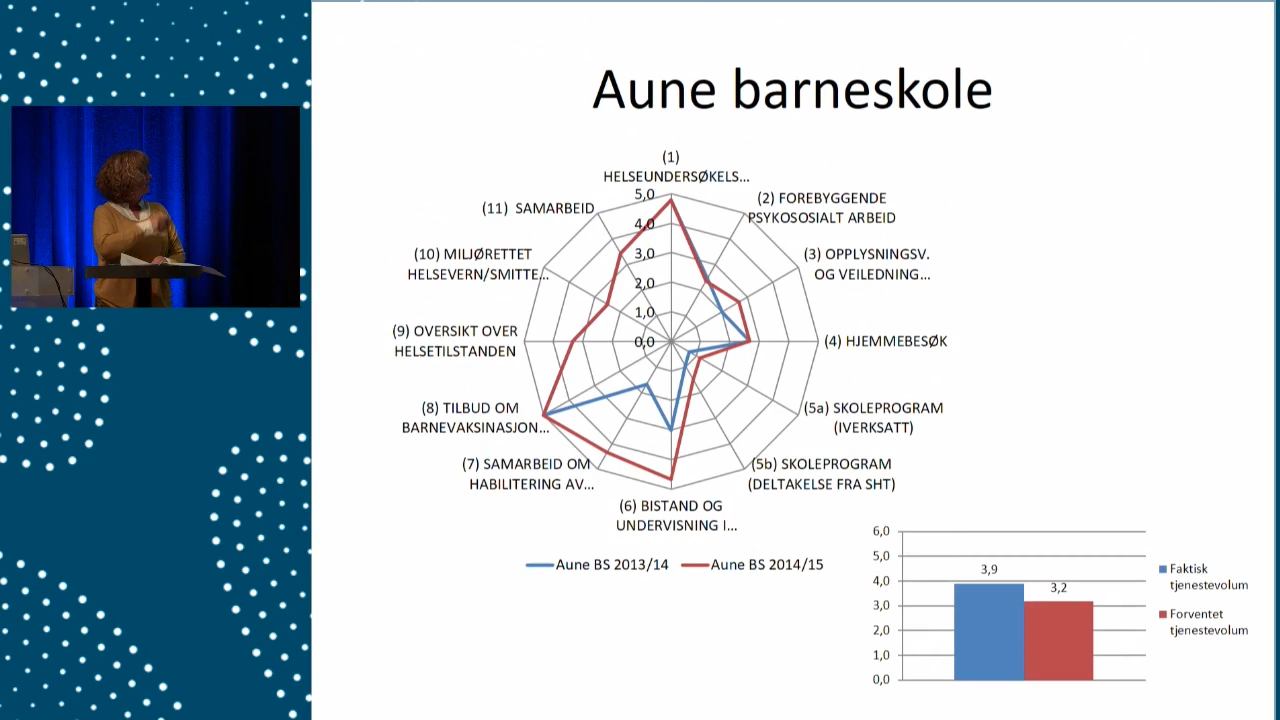 Aune barneskole
(1)
HELSEUNDERSØKELS...
(2) FOREBYGGENDE
PSYKOSOSIALT ARBEID
(3) OPPLYSNINGSV.
OG VEILEDNING...
(4) HJEMMEBESØK
(5a) SKOLEPROGRAM
(IVERKSATT)
(5b) SKOLEPROGRAM
(DELTAKELSE FRA SHT)
(6) BISTAND OG
UNDERVISNING I...
(7) SAMARBEID OM
HABILITERING AV...
(8) TILBUD OM
BARNEVAKSINASJON...
(9) OVERSIKT OVER
HELSETILSTANDEN
(10) MILJØRETTET
HELSEVERN/SMITTE...
(11) SAMARBEID
5,0
4,0
3,0
2,0
1,0
0,0
Aune BS 2013/14
Aune BS 2014/15
6,0
5,0
4,0
3,0
2,0
1,0
0,0
3,9
3,2
Faktisk
tjenestevolum
Forventet
tjenestevolum